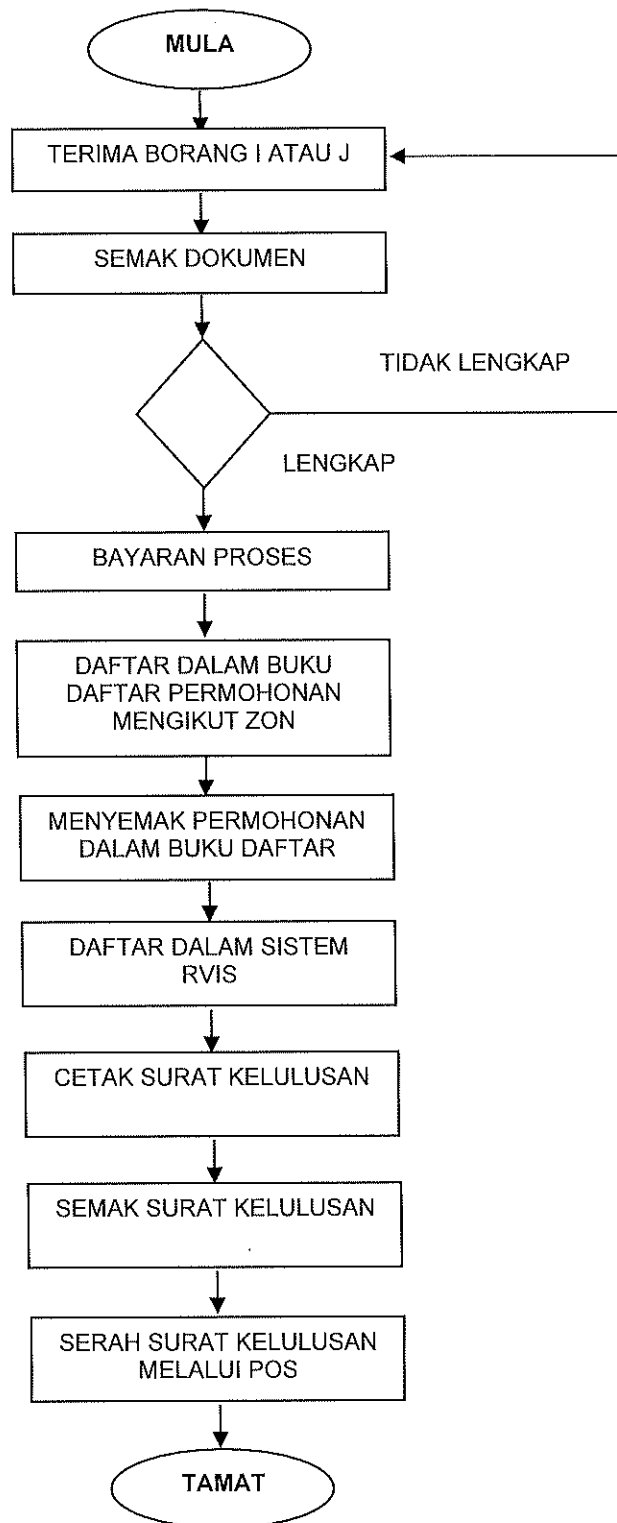 MULA
TERIMA BORANG I ATAU J
SEMAK DOKUMEN
TIDAK LENGKAP
LENGKAP
BAYARAN PROSES
DAFTAR DALAM BUKU
DAFTAR PERMOHONAN
MENGIKUT ZON
MENYEMAK PERMOHONAN
DALAM BUKU DAFTAR
DAFTAR DALAM SISTEM
RVIS
CETAK SURAT KELULUSAN
SEMAK SURAT KELULUSAN
SERAH SURAT KELULUSAN
MELALUI POS
TAMAT